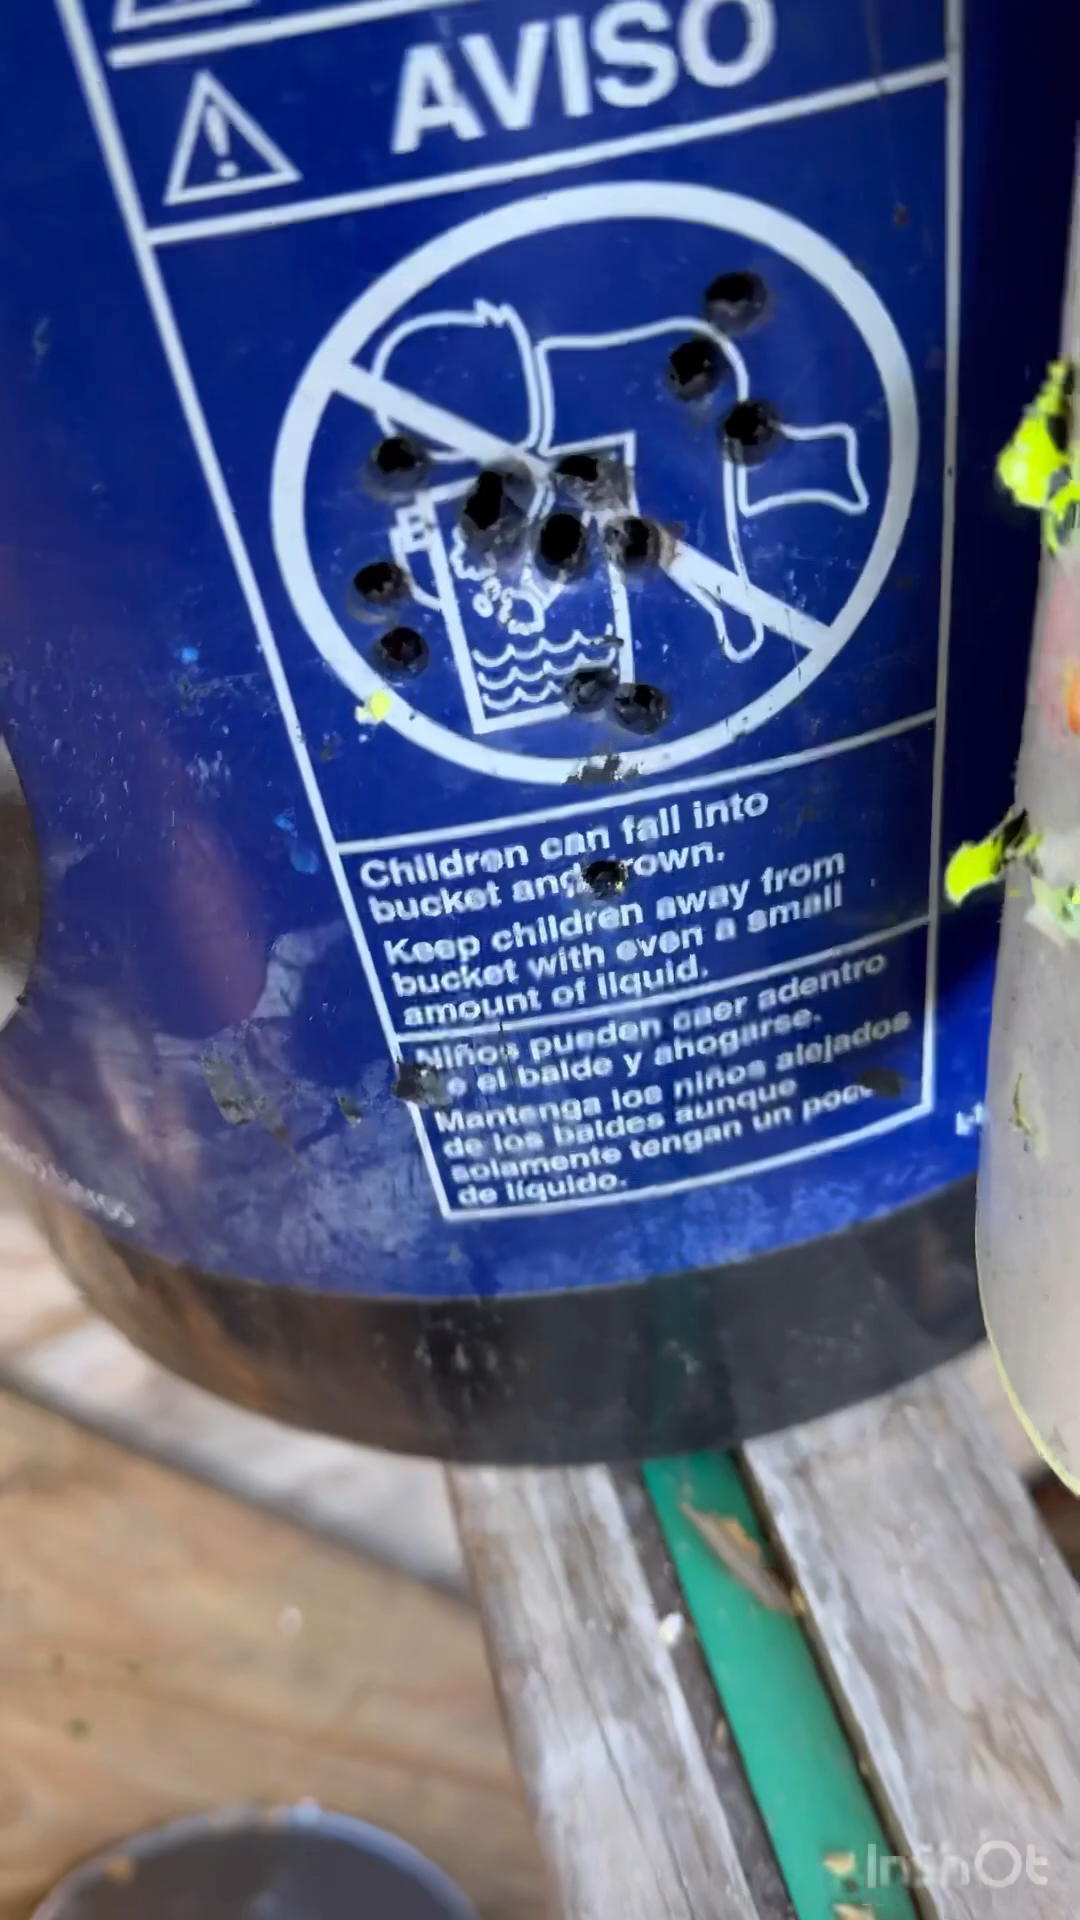 AVISO
Children can fall into
bucket and drown.
Keep children away from
bucket with even a small
amount of liquid.
Niños pueden caer adentro
el balde y ahogarse.
Mantenga los niños alejados
de los baldes aunque
solamente tengan un poco
de líquido.
InShOt